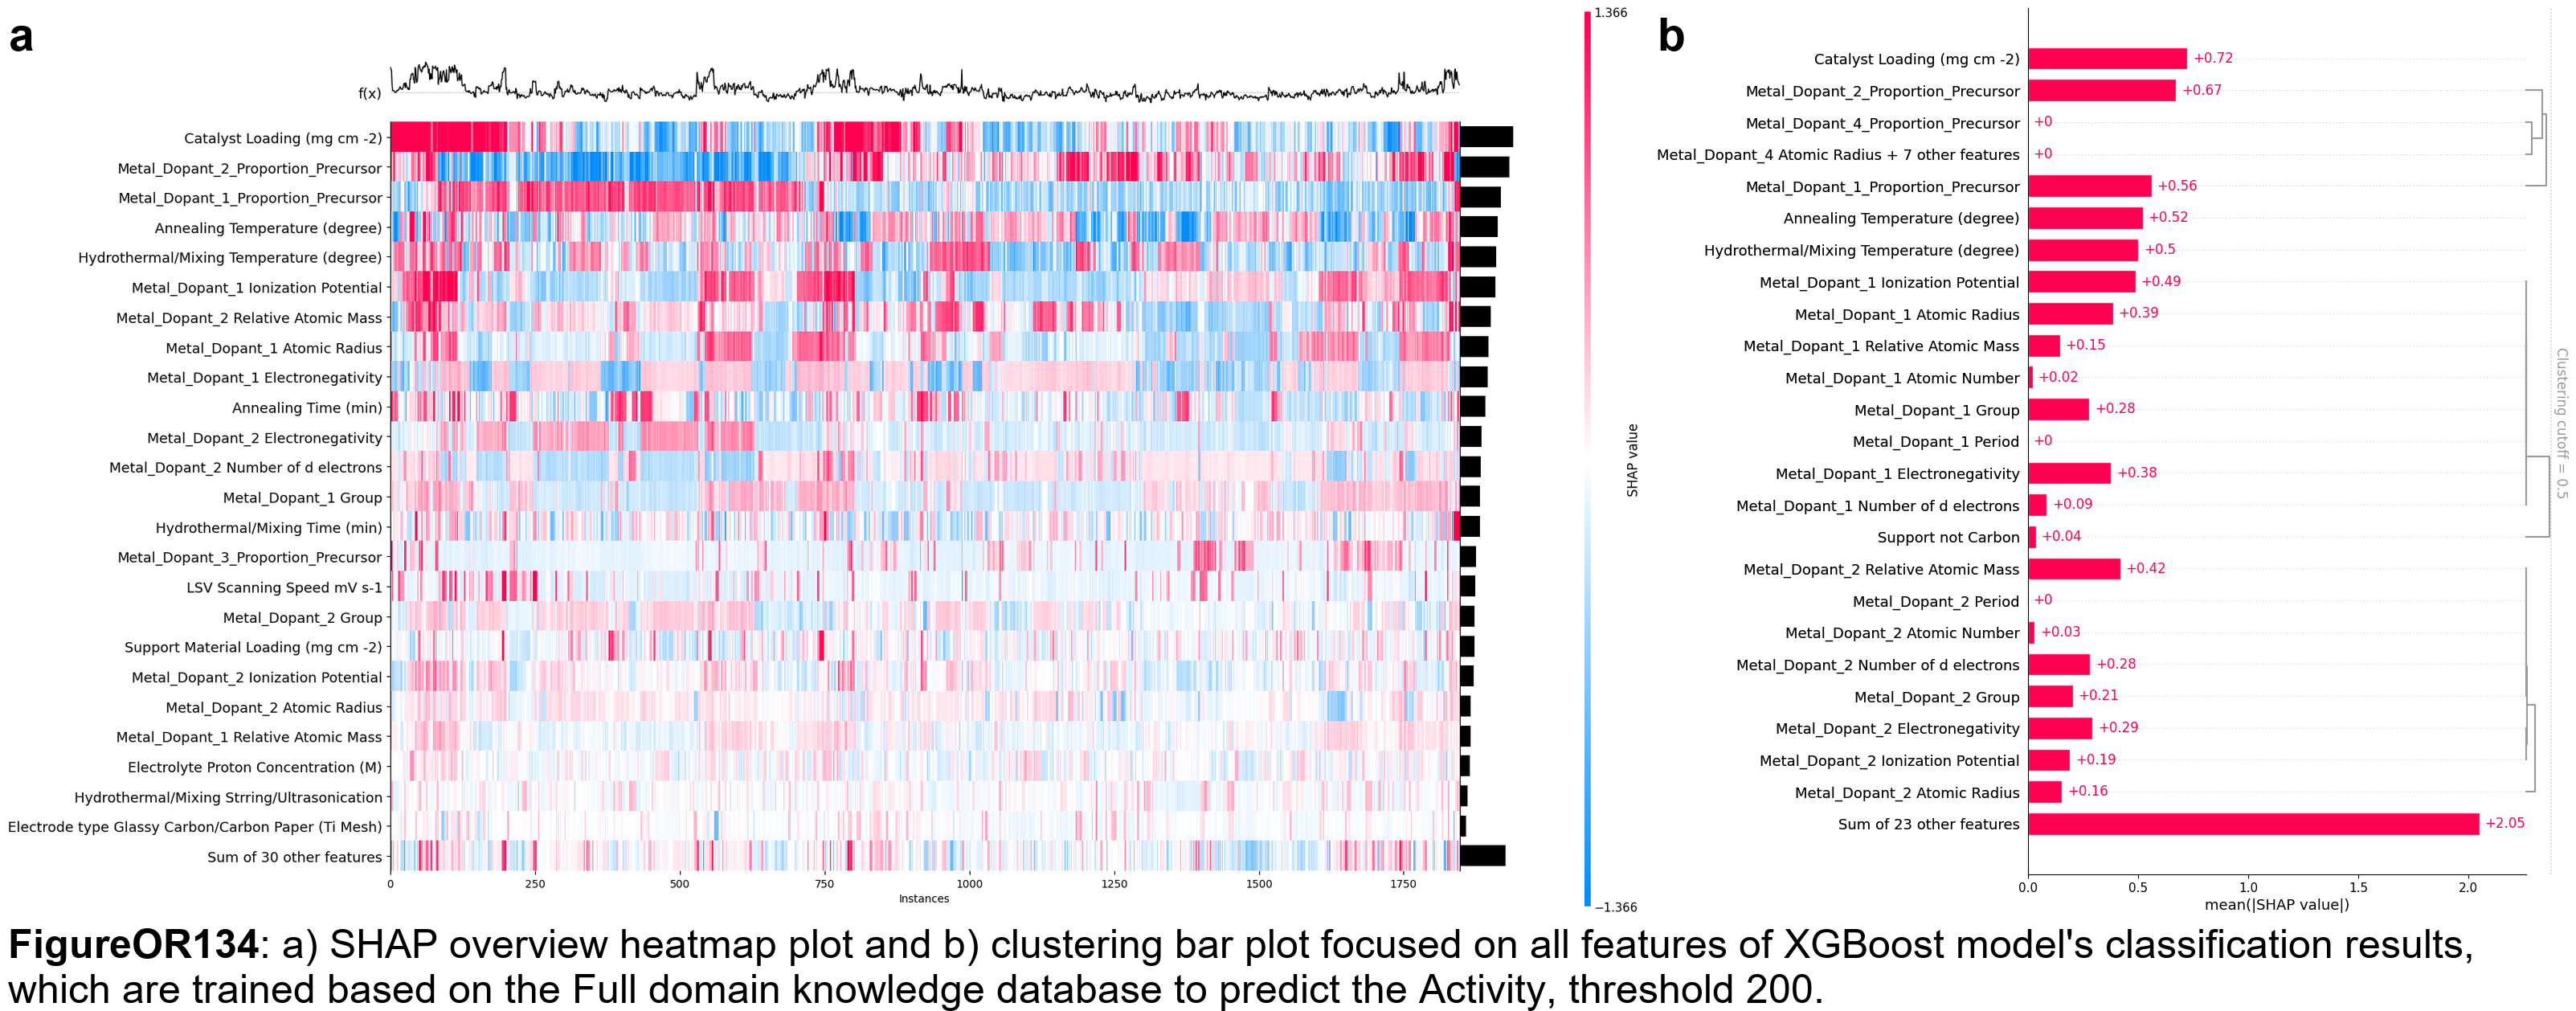 a
f(x)
Catalyst Loading (mg cm -2)
Metal_Dopant_2_Proportion_Precursor
Metal_Dopant_1_Proportion_Precursor
Annealing Temperature (degree)
Hydrothermal/Mixing Temperature (degree)
Metal_Dopant_1 Ionization Potential
Metal_Dopant_2 Relative Atomic Mass
Metal_Dopant_1 Atomic Radius
Metal_Dopant_1 Electronegativity
Annealing Time (min)
Metal_Dopant_2 Electronegativity
Metal_Dopant_2 Number of d electrons
Metal_Dopant_1 Group
Hydrothermal/Mixing Time (min)
Metal_Dopant_3_Proportion_Precursor
LSV Scanning Speed mV s-1
Metal_Dopant_2 Group
Support Material Loading (mg cm -2)
Metal_Dopant_2 Ionization Potential
Metal_Dopant_2 Atomic Radius
Metal_Dopant_1 Relative Atomic Mass
Electrolyte Proton Concentration (M)
Hydrothermal/Mixing Strring/Ultrasonication
Electrode type Glassy Carbon/Carbon Paper (Ti Mesh)
Sum of 30 other features
0 250 500 750 1000 1250 1500 1750
Instances
1.366
SHAP value
−1.366
b
Catalyst Loading (mg cm -2) +0.72
Metal_Dopant_2_Proportion_Precursor +0.67
Metal_Dopant_4_Proportion_Precursor +0
Metal_Dopant_4 Atomic Radius + 7 other features +0
Metal_Dopant_1_Proportion_Precursor +0.56
Annealing Temperature (degree) +0.52
Hydrothermal/Mixing Temperature (degree) +0.5
Metal_Dopant_1 Ionization Potential +0.49
Metal_Dopant_1 Atomic Radius +0.39
Metal_Dopant_1 Relative Atomic Mass +0.15
Metal_Dopant_1 Atomic Number +0.02
Metal_Dopant_1 Group +0.28
Metal_Dopant_1 Period +0
Metal_Dopant_1 Electronegativity +0.38
Metal_Dopant_1 Number of d electrons +0.09
Support not Carbon +0.04
Metal_Dopant_2 Relative Atomic Mass +0.42
Metal_Dopant_2 Period +0
Metal_Dopant_2 Atomic Number +0.03
Metal_Dopant_2 Number of d electrons +0.28
Metal_Dopant_2 Group +0.21
Metal_Dopant_2 Electronegativity +0.29
Metal_Dopant_2 Ionization Potential +0.19
Metal_Dopant_2 Atomic Radius +0.16
Sum of 23 other features +2.05
0.0 0.5 1.0 1.5 2.0
mean(|SHAP value|)
Clustering cutoff = 0.5
FigureOR134: a) SHAP overview heatmap plot and b) clustering bar plot focused on all features of XGBoost model's classification results,
which are trained based on the Full domain knowledge database to predict the Activity, threshold 200.